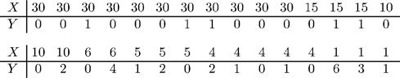 X 30 30 30 30 30 30 30 30 30 30 30 15 15 15 10
Y 0 0 1 0 0 0 1 1 0 0 0 0 1 1 0
X 10 10 6 6 5 5 5 4 4 4 4 4 1 1 1
Y 0 2 0 4 1 2 0 2 1 0 1 0 6 3 1